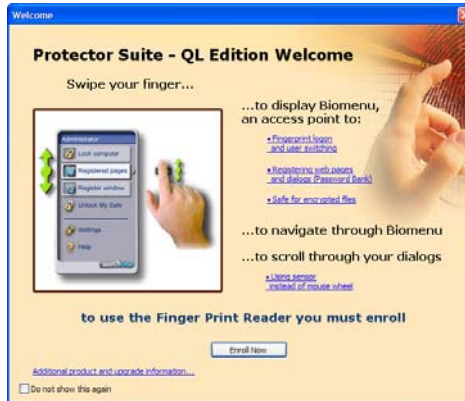 Welcome
Protector Suite - QL Edition Welcome
Swipe your finger...
Administrator
Lock computer
Registered pages
Register window
Unlock My Safe
Settings
Help
...to display Biomenu,
an access point to:
• Fingerprint logon
and user switching
• Registering web pages
and dialogs (Password Bank)
• Safe for encrypted files
...to navigate through Biomenu
...to scroll through your dialogs
• Using sensor
instead of mouse wheel
to use the Finger Print Reader you must enroll
Enroll Now
Additional product and upgrade information...
Do not show this again